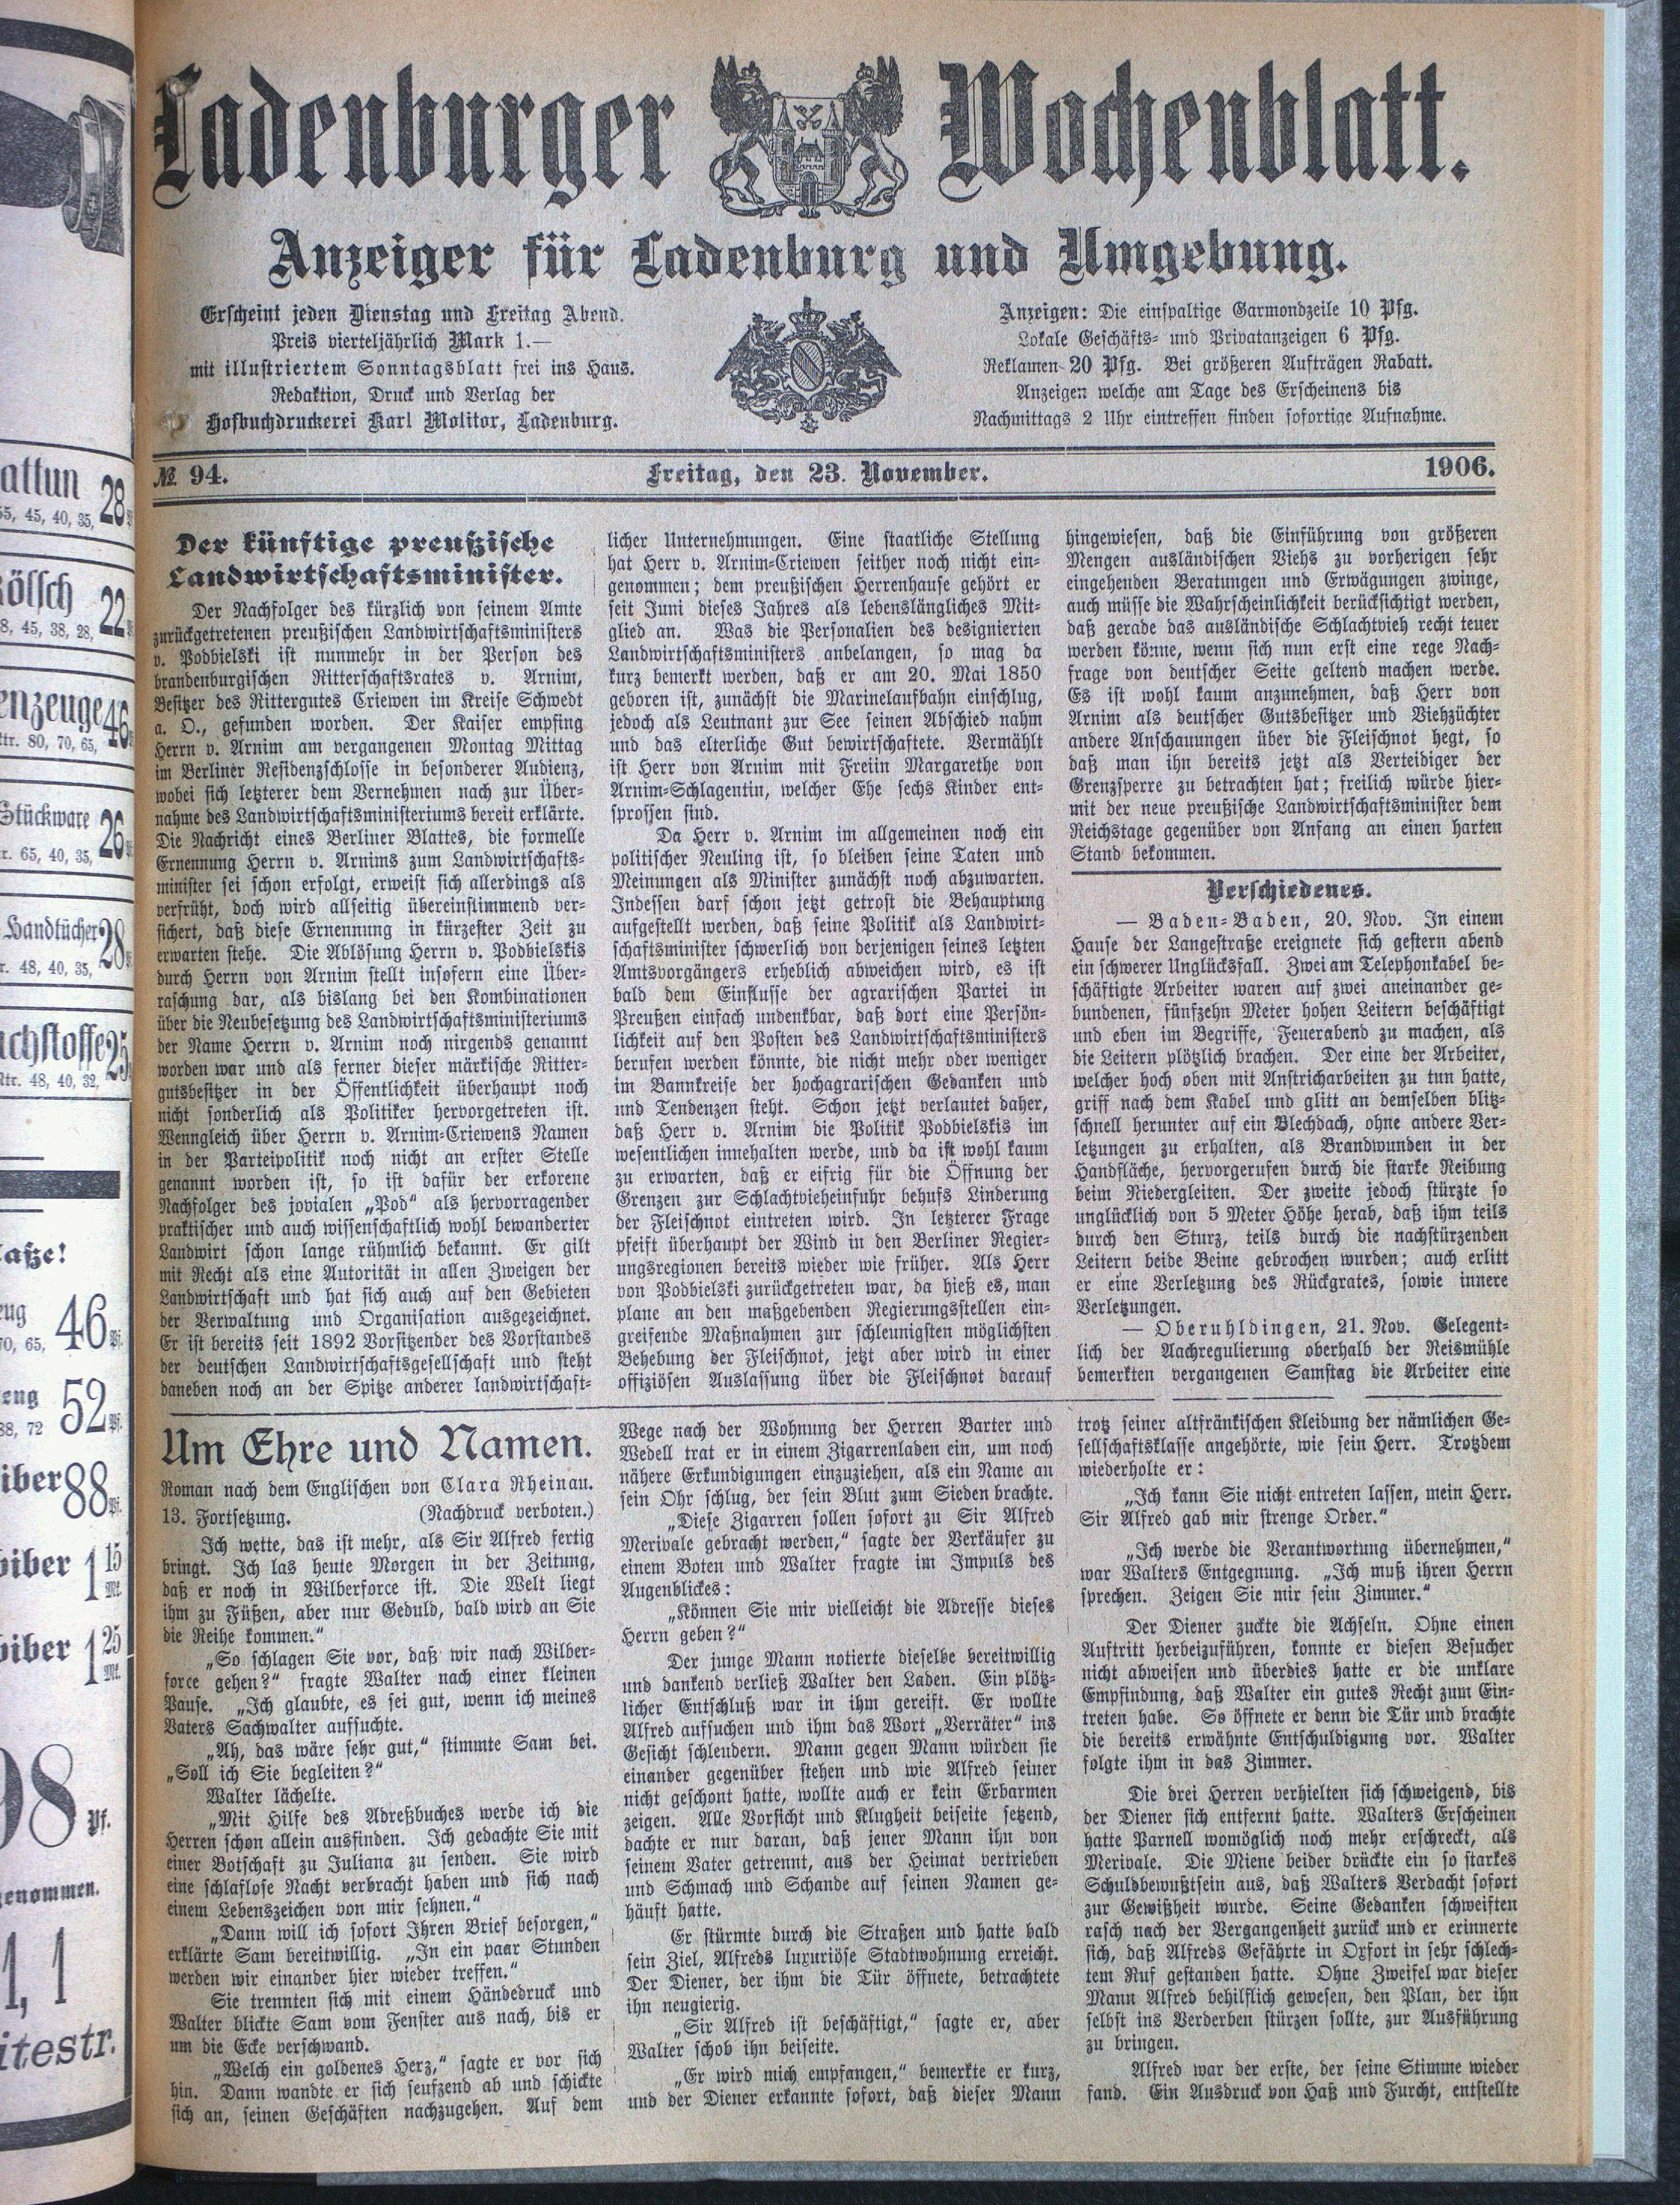 Ladenburger Wochenblatt.
Anzeiger für Ladenburg und Umgebung.
Erscheint jeden Dienstag und Freitag Abend.
Preis vierteljährlich Mark 1.—
mit illustriertem Sonntagsblatt frei ins Haus.
Redaktion, Druck und Verlag der
Hofbuchdruckerei Karl Molitor, Ladenburg.
Anzeigen: Die einspaltige Garmondzeile 10 Pfg.
Lokale Geschäfts- und Privatanzeigen 6 Pfg.
Reklamen 20 Pfg. Bei größeren Aufträgen Rabatt.
Anzeigen welche am Tage des Erscheinens bis
Nachmittags 2 Uhr eintreffen finden sofortige Aufnahme.
№ 94.
Freitag, den 23. November.
1906.
Der künftige preußische
Landwirtschaftsminister.
Der Nachfolger des kürzlich von seinem Amte
zurückgetretenen preußischen Landwirtschaftsministers
v. Podbielski ist nunmehr in der Person des
brandenburgischen Ritterschaftsrates v. Arnim,
Besitzer des Rittergutes Criewen im Kreise Schwedt
a. O., gefunden worden. Der Kaiser empfing
Herrn v. Arnim am vergangenen Montag Mittag
im Berliner Residenzschlosse in besonderer Audienz,
wobei sich letzterer dem Vernehmen nach zur Über-
nahme des Landwirtschaftsministeriums bereit erklärte.
Die Nachricht eines Berliner Blattes, die formelle
Ernennung Herrn v. Arnims zum Landwirtschafts-
minister sei schon erfolgt, erweist sich allerdings als
verfrüht, doch wird allseitig übereinstimmend ver-
sichert, daß diese Ernennung in kürzester Zeit zu
erwarten stehe. Die Ablösung Herrn v. Podbielskis
durch Herrn von Arnim stellt insofern eine Über-
raschung dar, als bislang bei den Kombinationen
über die Neubesetzung des Landwirtschaftsministeriums
der Name Herrn v. Arnim noch nirgends genannt
worden war und als ferner dieser märkische Ritter-
gutsbesitzer in der Öffentlichkeit überhaupt noch
nicht sonderlich als Politiker hervorgetreten ist.
Wenngleich über Herrn v. Arnim-Criewens Namen
in der Parteipolitik noch nicht an erster Stelle
genannt worden ist, so ist dafür der erkorene
Nachfolger des jovialen „Pod“ als hervorragender
praktischer und auch wissenschaftlich wohl bewanderter
Landwirt schon lange rühmlich bekannt. Er gilt
mit Recht als eine Autorität in allen Zweigen der
Landwirtschaft und hat sich auch auf den Gebieten
der Verwaltung und Organisation ausgezeichnet.
Er ist bereits seit 1892 Vorsitzender des Vorstandes
der deutschen Landwirtschaftsgesellschaft und steht
daneben noch an der Spitze anderer landwirtschaft-
licher Unternehmungen. Eine staatliche Stellung
hat Herr v. Arnim-Criewen seither noch nicht ein-
genommen; dem preußischen Herrenhause gehört er
seit Juni dieses Jahres als lebenslängliches Mit-
glied an. Was die Personalien des designierten
Landwirtschaftsministers anbelangen, so mag da
kurz bemerkt werden, daß er am 20. Mai 1850
geboren ist, zunächst die Marinelaufbahn einschlug,
jedoch als Leutnant zur See seinen Abschied nahm
und das elterliche Gut bewirtschaftete. Vermählt
ist Herr von Arnim mit Freiin Margarethe von
Arnim-Schlagentin, welcher Ehe sechs Kinder ent-
sprossen sind.
Da Herr v. Arnim im allgemeinen noch ein
politischer Neuling ist, so bleiben seine Taten und
Meinungen als Minister zunächst noch abzuwarten.
Indessen darf schon jetzt getrost die Behauptung
aufgestellt werden, daß seine Politik als Landwirt-
schaftsminister schwerlich von derjenigen seines letzten
Amtsvorgängers erheblich abweichen wird, es ist
bald dem Einflusse der agrarischen Partei in
Preußen einfach undenkbar, daß dort eine Persön-
lichkeit auf den Posten des Landwirtschaftsministers
berufen werden könnte, die nicht mehr oder weniger
im Bannkreise der hochagrarischen Gedanken und
und Tendenzen steht. Schon jetzt verlautet daher,
daß Herr v. Arnim die Politik Podbielskis im
wesentlichen innehalten werde, und da ist wohl kaum
zu erwarten, daß er eifrig für die Öffnung der
Grenzen zur Schlachtvieheinfuhr behufs Linderung
der Fleischnot eintreten wird. In letzterer Frage
pfeift überhaupt der Wind in den Berliner Regier-
ungsregionen bereits wieder wie früher. Als Herr
von Podbielski zurückgetreten war, da hieß es, man
plane an den maßgebenden Regierungsstellen ein-
greifende Maßnahmen zur schleunigsten möglichsten
Behebung der Fleischnot, jetzt aber wird in einer
offiziösen Auslassung über die Fleischnot darauf
hingewiesen, daß die Einführung von größeren
Mengen ausländischen Viehs zu vorherigen sehr
eingehenden Beratungen und Erwägungen zwinge,
auch müsse die Wahrscheinlichkeit berücksichtigt werden,
daß gerade das ausländische Schlachtvieh recht teuer
werden könne, wenn sich nun erst eine rege Nach-
frage von deutscher Seite geltend machen werde.
Es ist wohl kaum anzunehmen, daß Herr von
Arnim als deutscher Gutsbesitzer und Viehzüchter
andere Anschauungen über die Fleischnot hegt, so
daß man ihn bereits jetzt als Verteidiger der
Grenzsperre zu betrachten hat; freilich würde hier-
mit der neue preußische Landwirtschaftsminister dem
Reichstage gegenüber von Anfang an einen harten
Stand bekommen.
Verschiedenes.
— Baden-Baden, 20. Nov. In einem
Hause der Langestraße ereignete sich gestern abend
ein schwerer Unglücksfall. Zwei am Telephonkabel be-
schäftigte Arbeiter waren auf zwei aneinander ge-
bundenen, fünfzehn Meter hohen Leitern beschäftigt
und eben im Begriffe, Feuerabend zu machen, als
die Leitern plötzlich brachen. Der eine der Arbeiter,
welcher hoch oben mit Anstricharbeiten zu tun hatte,
griff nach dem Kabel und glitt an demselben blitz-
schnell herunter auf ein Blechdach, ohne andere Ver-
letzungen zu erhalten, als Brandwunden in der
Handfläche, hervorgerufen durch die starke Reibung
beim Niedergleiten. Der zweite jedoch stürzte so
unglücklich von 5 Meter Höhe herab, daß ihm teils
durch den Sturz, teils durch die nachstürzenden
Leitern beide Beine gebrochen wurden; auch erlitt
er eine Verletzung des Rückgrates, sowie innere
Verletzungen.
— Oberuhldingen, 21. Nov. Gelegent-
lich der Aachregulierung oberhalb der Reismühle
bemerkten vergangenen Samstag die Arbeiter eine
Um Ehre und Namen.
Roman nach dem Englischen von Clara Rheinau.
13. Fortsetzung. (Nachdruck verboten.)
Ich wette, das ist mehr, als Sir Alfred fertig
bringt. Ich las heute Morgen in der Zeitung,
daß er noch in Wilberforce ist. Die Welt liegt
ihm zu Füßen, aber nur Geduld, bald wird an Sie
die Reihe kommen.“
„So schlagen Sie vor, daß wir nach Wilber-
force gehen?“ fragte Walter nach einer kleinen
Pause. „Ich glaubte, es sei gut, wenn ich meines
Vaters Sachwalter aufsuchte.
„Ah, das wäre sehr gut,“ stimmte Sam bei.
„Soll ich Sie begleiten?“
Walter lächelte.
„Mit Hilfe des Adreßbuches werde ich die
Herren schon allein ausfinden. Ich gedachte Sie mit
einer Botschaft zu Juliana zu senden. Sie wird
eine schlaflose Nacht verbracht haben und sich nach
einem Lebenszeichen von mir sehnen.“
„Dann will ich sofort Ihren Brief besorgen,“
erklärte Sam bereitwillig. „In ein paar Stunden
werden wir einander hier wieder treffen.“
Sie trennten sich mit einem Händedruck und
Walter blickte Sam vom Fenster aus nach, bis er
um die Ecke verschwand.
„Welch ein goldenes Herz,“ sagte er vor sich
hin. Dann wandte er sich seufzend ab und schickte
sich an, seinen Geschäften nachzugehen. Auf dem
Wege nach der Wohnung der Herren Barter und
Wedell trat er in einem Zigarrenladen ein, um noch
nähere Erkundigungen einzuziehen, als ein Name an
sein Ohr schlug, der sein Blut zum Sieden brachte.
„Diese Zigarren sollen sofort zu Sir Alfred
Merivale gebracht werden,“ sagte der Verkäufer zu
einem Boten und Walter fragte im Impuls des
Augenblickes:
„Können Sie mir vielleicht die Adresse dieses
Herrn geben?“
Der junge Mann notierte dieselbe bereitwillig
und dankend verließ Walter den Laden. Ein plötz-
licher Entschluß war in ihm gereift. Er wollte
Alfred aufsuchen und ihm das Wort „Verräter“ ins
Gesicht schleudern. Mann gegen Mann würden sie
einander gegenüber stehen und wie Alfred seiner
nicht geschont hatte, wollte auch er kein Erbarmen
zeigen. Alle Vorsicht und Klugheit beiseite setzend,
dachte er nur daran, daß jener Mann ihn von
seinem Vater getrennt, aus der Heimat vertrieben
und Schmach und Schande auf seinen Namen ge-
häuft hatte.
Er stürmte durch die Straßen und hatte bald
sein Ziel, Alfreds luxuriöse Stadtwohnung erreicht.
Der Diener, der ihm die Tür öffnete, betrachtete
ihn neugierig.
„Sir Alfred ist beschäftigt,“ sagte er, aber
Walter schob ihn beiseite.
„Er wird mich empfangen,“ bemerkte er kurz,
und der Diener erkannte sofort, daß dieser Mann
trotz seiner altfränkischen Kleidung der nämlichen Ge-
sellschaftsklasse angehörte, wie sein Herr. Trotzdem
wiederholte er:
„Ich kann Sie nicht entreten lassen, mein Herr.
Sir Alfred gab mir strenge Order.“
„Ich werde die Verantwortung übernehmen,“
war Walters Entgegnung. „Ich muß ihren Herrn
sprechen. Zeigen Sie mir sein Zimmer.“
Der Diener zuckte die Achseln. Ohne einen
Auftritt herbeizuführen, konnte er diesen Besucher
nicht abweisen und überdies hatte er die unklare
Empfindung, daß Walter ein gutes Recht zum Ein-
treten habe. So öffnete er denn die Tür und brachte
die bereits erwähnte Entschuldigung vor. Walter
folgte ihm in das Zimmer.
Die drei Herren verhielten sich schweigend, bis
der Diener sich entfernt hatte. Walters Erscheinen
hatte Parnell womöglich noch mehr erschreckt, als
Merivale. Die Miene beider drückte ein so starkes
Schuldbewußtsein aus, daß Walters Verdacht sofort
zur Gewißheit wurde. Seine Gedanken schweiften
rasch nach der Vergangenheit zurück und er erinnerte
sich, daß Alfreds Gefährte in Oxfort in sehr schlech-
tem Ruf gestanden hatte. Ohne Zweifel war dieser
Mann Alfred behilflich gewesen, den Plan, der ihn
selbst ins Verderben stürzen sollte, zur Ausführung
zu bringen.
Alfred war der erste, der seine Stimme wieder
fand. Ein Ausdruck von Haß und Furcht, entstellte